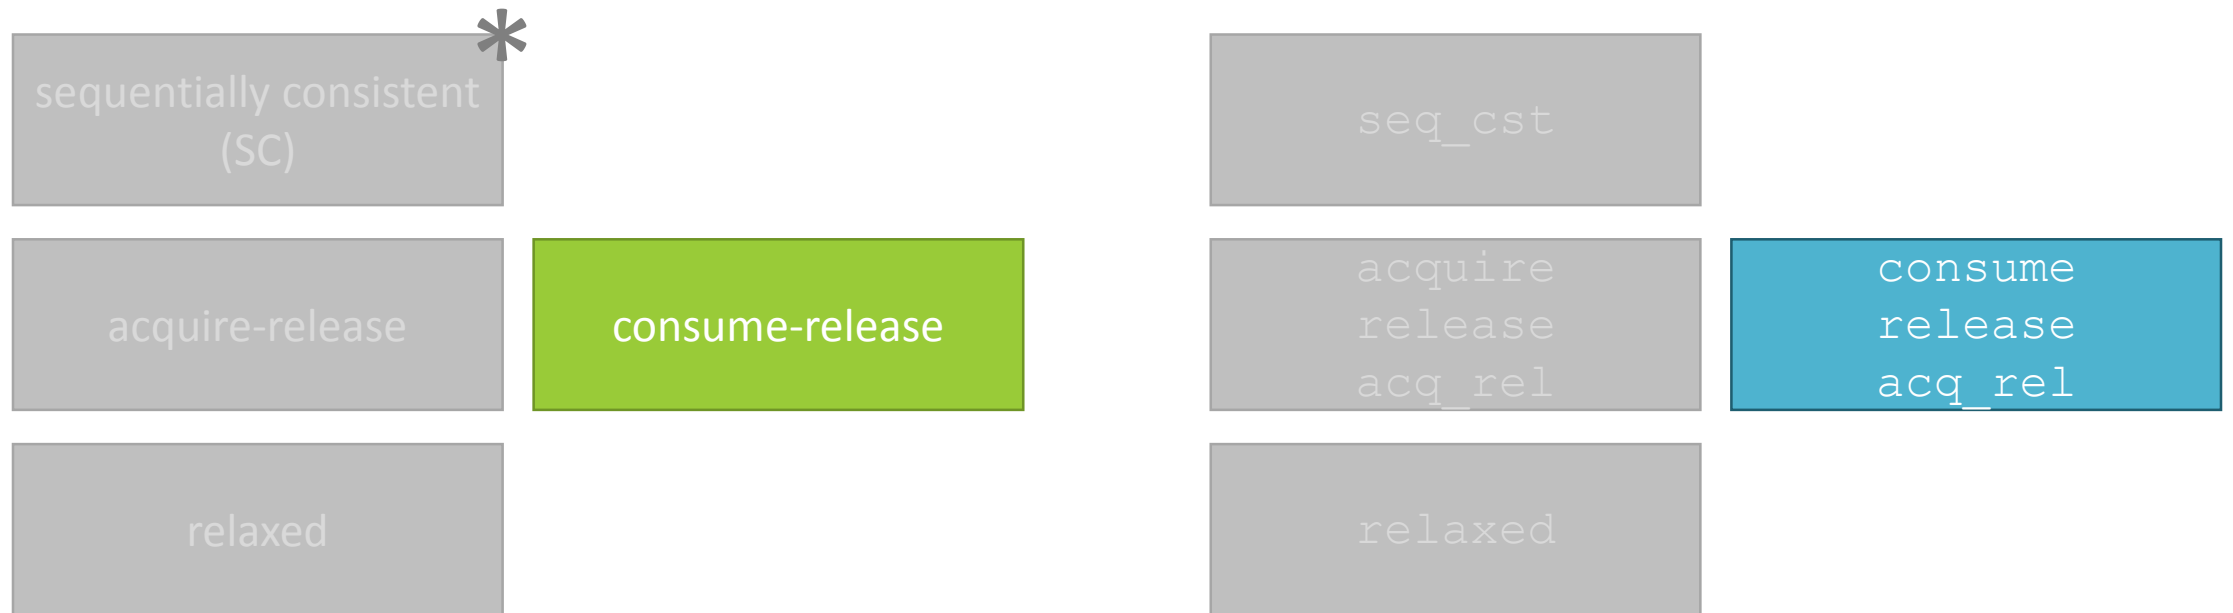 *
sequentially consistent
(SC)
acquire-release
consume-release
relaxed
seq_cst
acquire
release
acq_rel
consume
release
acq_rel
relaxed